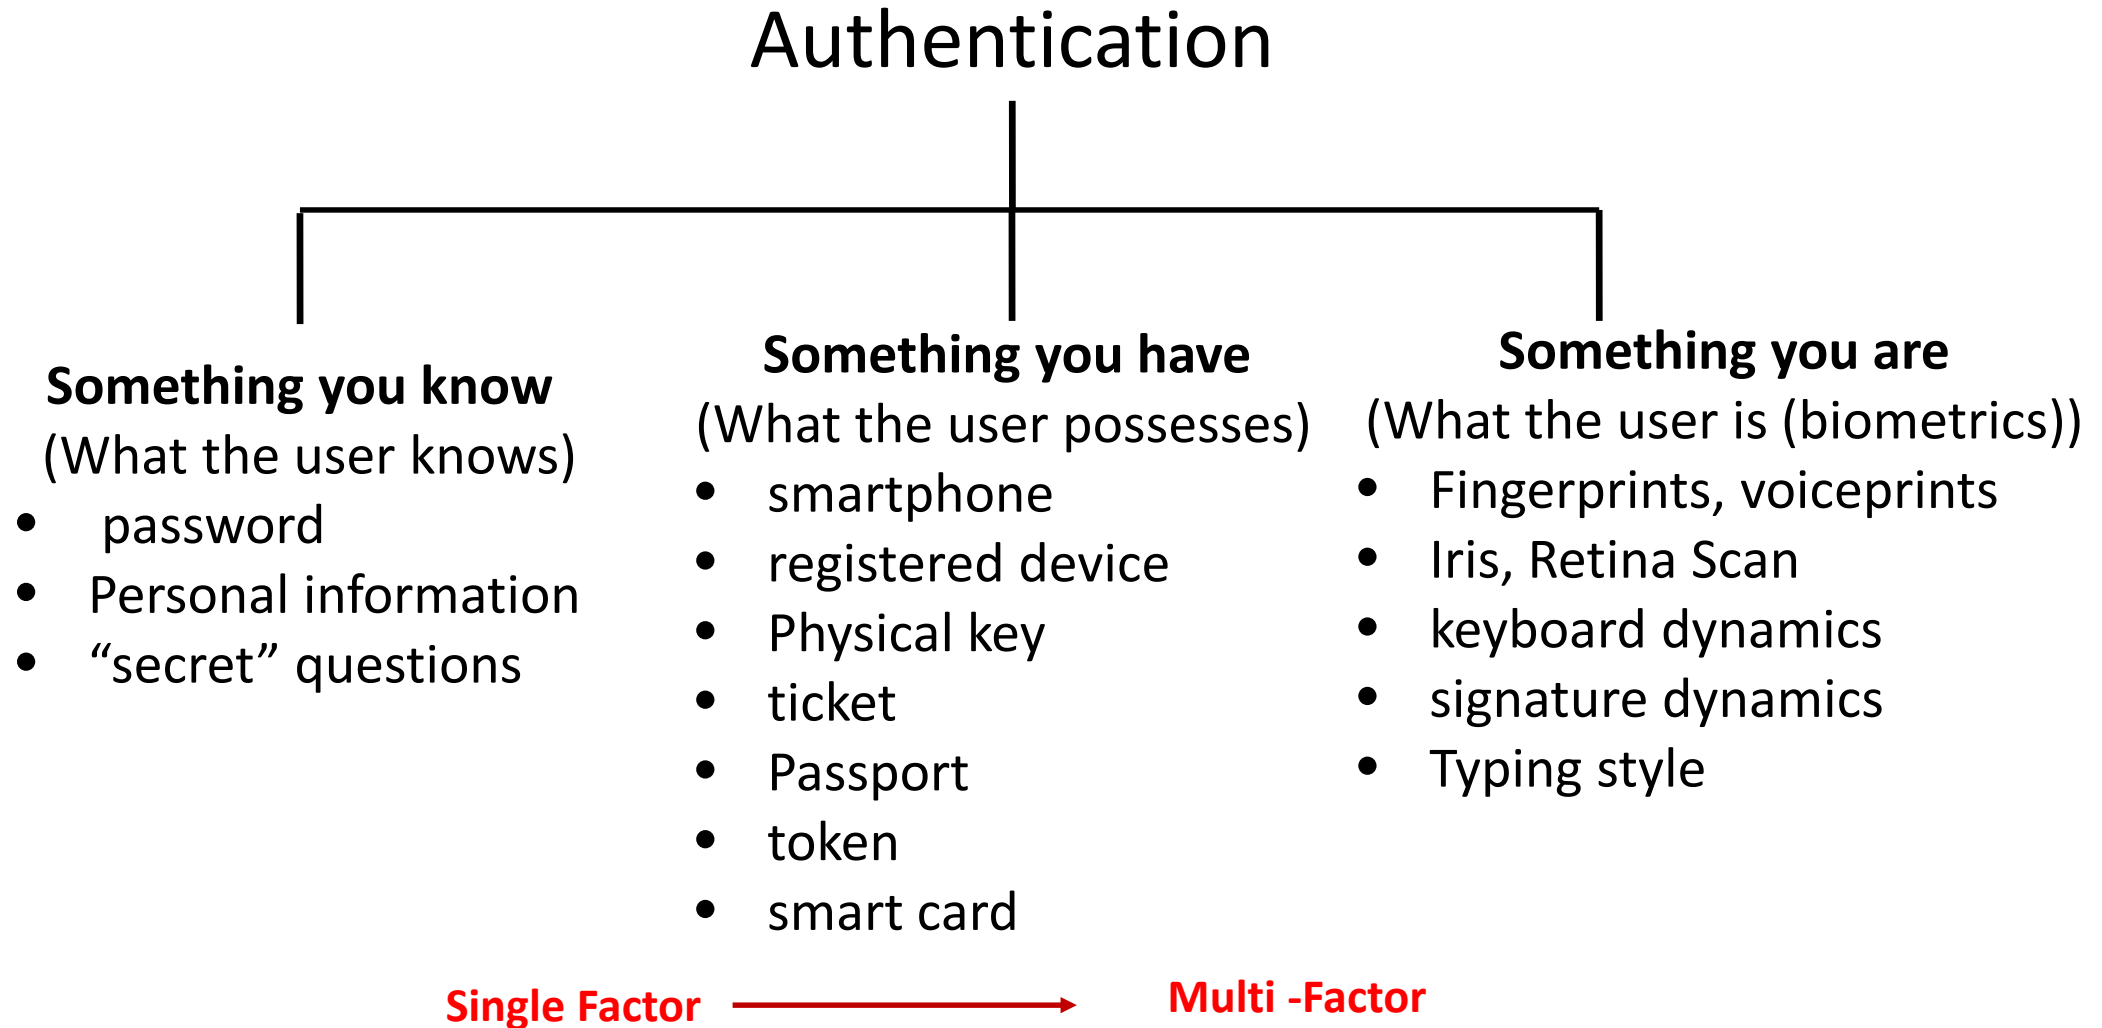 Authentication
Something you know
(What the user knows)
• password
• Personal information
• “secret” questions
Something you have
(What the user possesses)
• smartphone
• registered device
• Physical key
• ticket
• Passport
• token
• smart card
Something you are
(What the user is (biometrics))
• Fingerprints, voiceprints
• Iris, Retina Scan
• keyboard dynamics
• signature dynamics
• Typing style
Single Factor
Multi -Factor